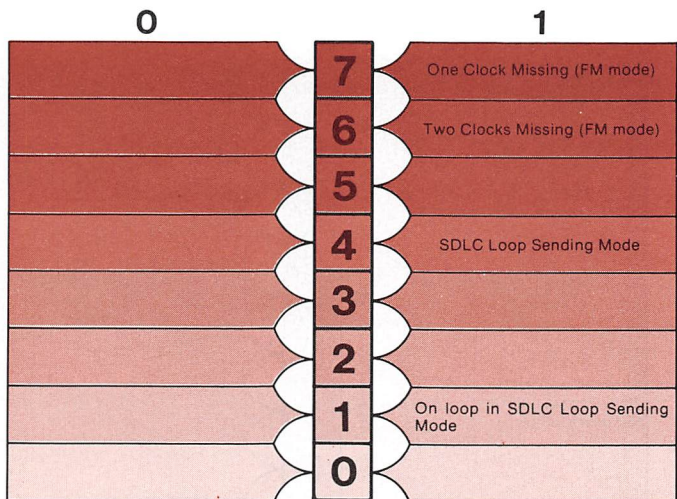 0 1
7 One Clock Missing (FM mode)
6 Two Clocks Missing (FM mode)
5
4 SDLC Loop Sending Mode
3
2
1 On loop in SDLC Loop Sending
Mode
0